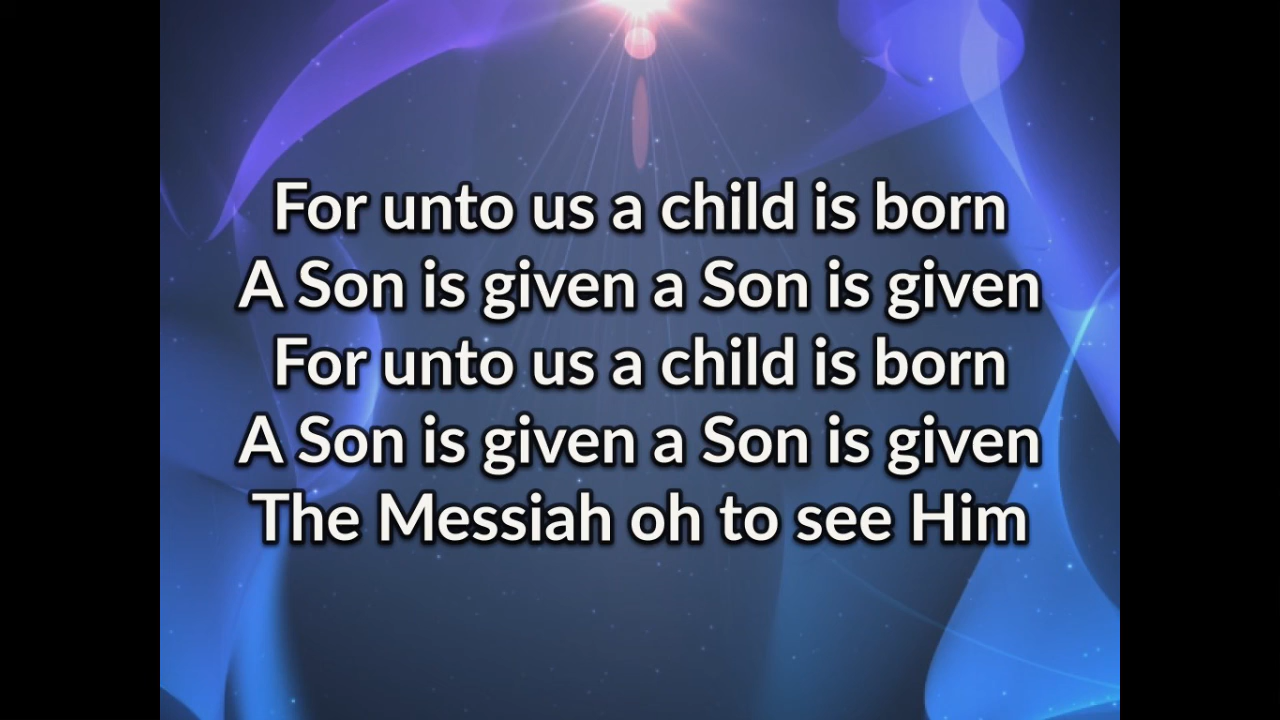 For unto us a child is born
A Son is given a Son is given
For unto us a child is born
A Son is given a Son is given
The Messiah oh to see Him